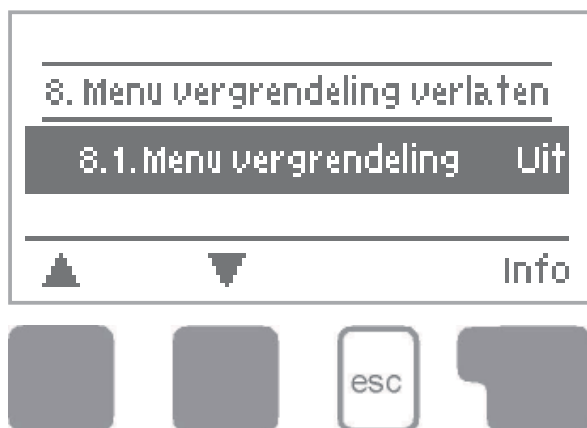 8. Menu vergrendeling verlaten
8.1.Menu vergrendeling Uit
Info
esc